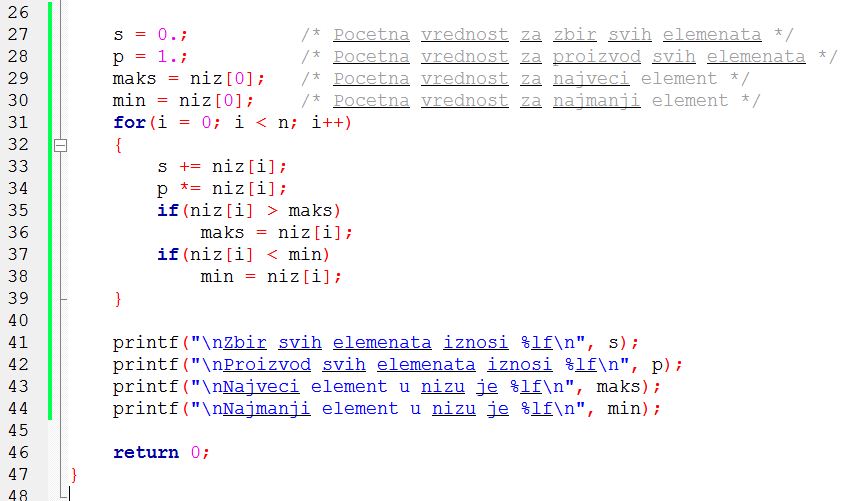 26
27 s = 0.; /* Pocetna vrednost za zbir svih elemenata */
28 p = 1.; /* Pocetna vrednost za proizvod svih elemenata */
29 maks = niz[0]; /* Pocetna vrednost za najveci element */
30 min = niz[0]; /* Pocetna vrednost za najmanji element */
31 for(i = 0; i < n; i++)
32 {
33 s += niz[i];
34 p *= niz[i];
35 if(niz[i] > maks)
36 maks = niz[i];
37 if(niz[i] < min)
38 min = niz[i];
39 }
40
41 printf("\nZbir svih elemenata iznosi %lf\n", s);
42 printf("\nProizvod svih elemenata iznosi %lf\n", p);
43 printf("\nNajveci element u nizu je %lf\n", maks);
44 printf("\nNajmanji element u nizu je %lf\n", min);
45
46 return 0;
47 }
48